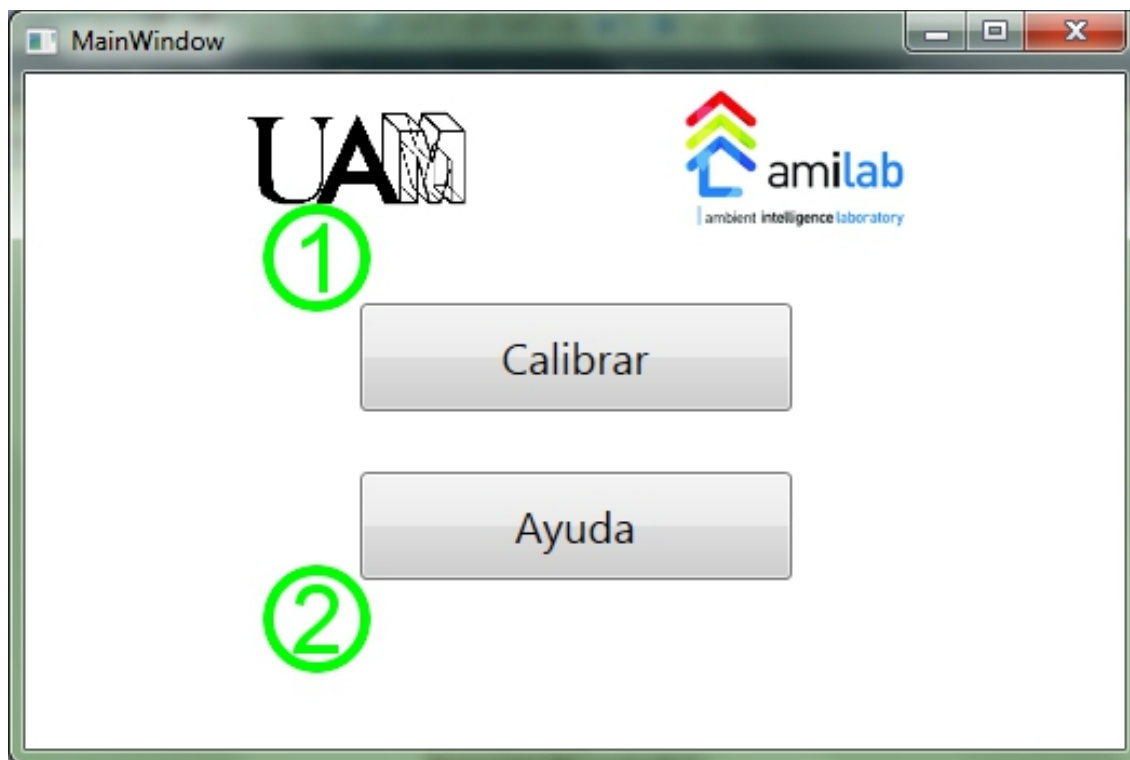 MainWindow
UAM
amilab
ambient intelligence laboratory
1
Calibrar
Ayuda
2